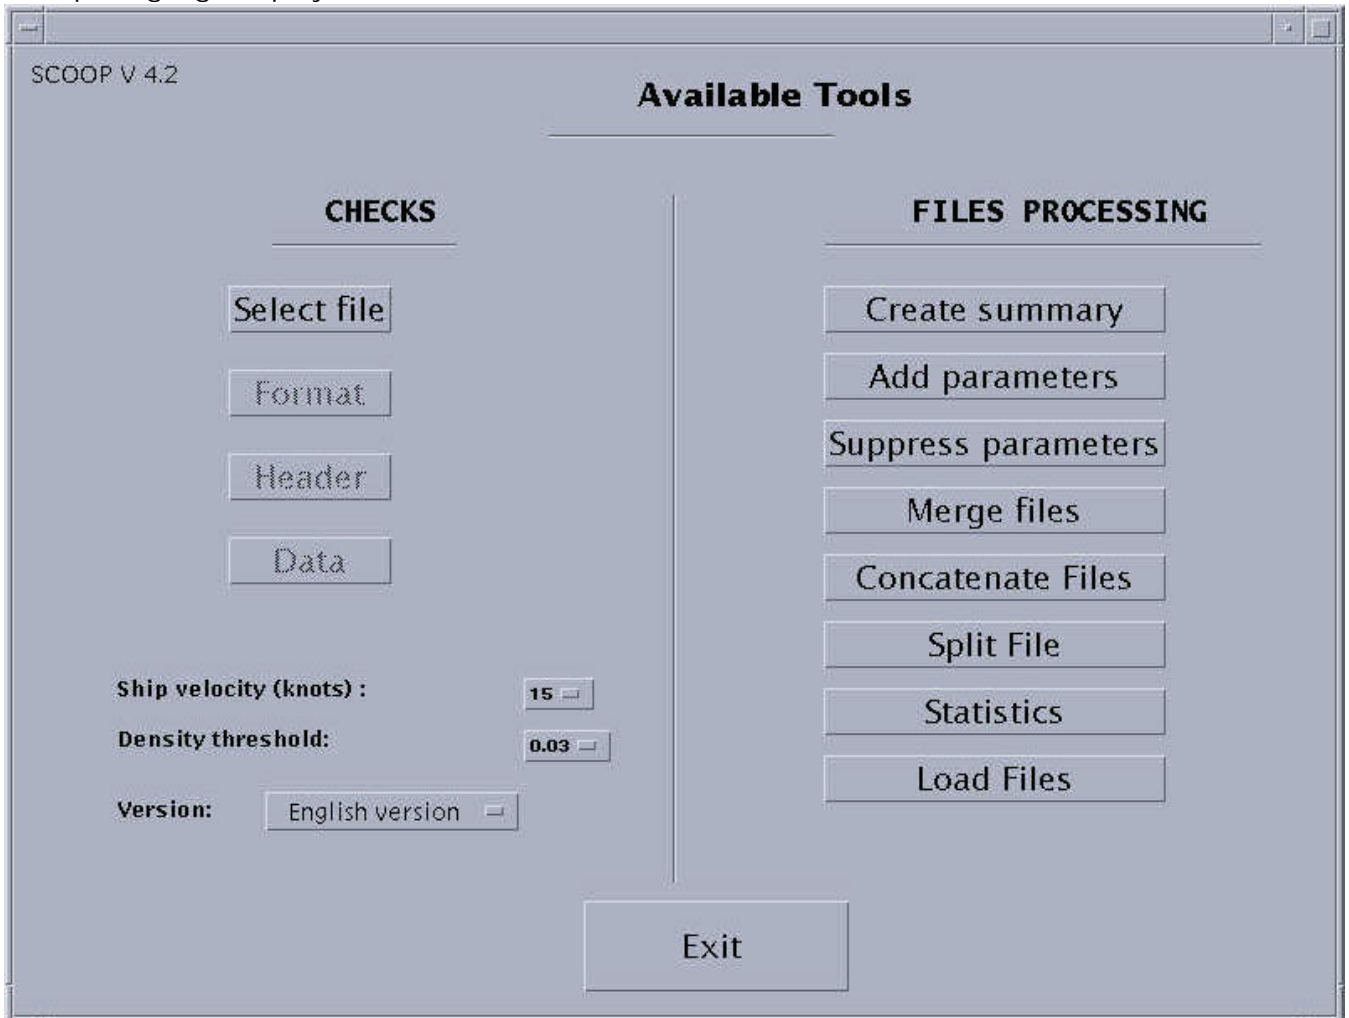 SCOOP V 4.2
Available Tools
CHECKS
Select file
Format
Header
Data
Ship velocity (knots) : 15
Density threshold: 0.03
Version: English version
FILES PROCESSING
Create summary
Add parameters
Suppress parameters
Merge files
Concatenate Files
Split File
Statistics
Load Files
Exit